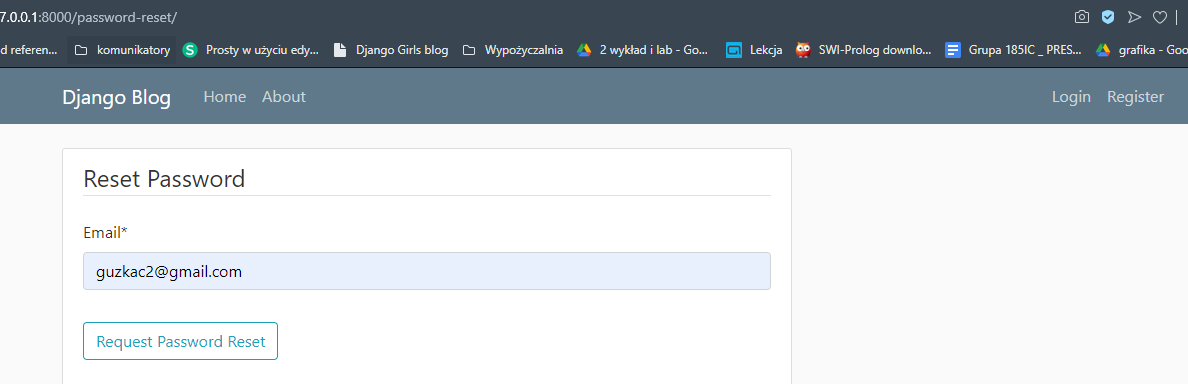 7.0.0.1:8000/password-reset/
d referen... komunikatory Prosty w użyciu edy... Django Girls blog Wypożyczalnia 2 wykład i lab - Go... Lekcja SWI-Prolog downlo... Grupa 185IC _ PRES... grafika - Goo
Django Blog Home About Login Register
Reset Password
Email*
guzkac2@gmail.com
Request Password Reset